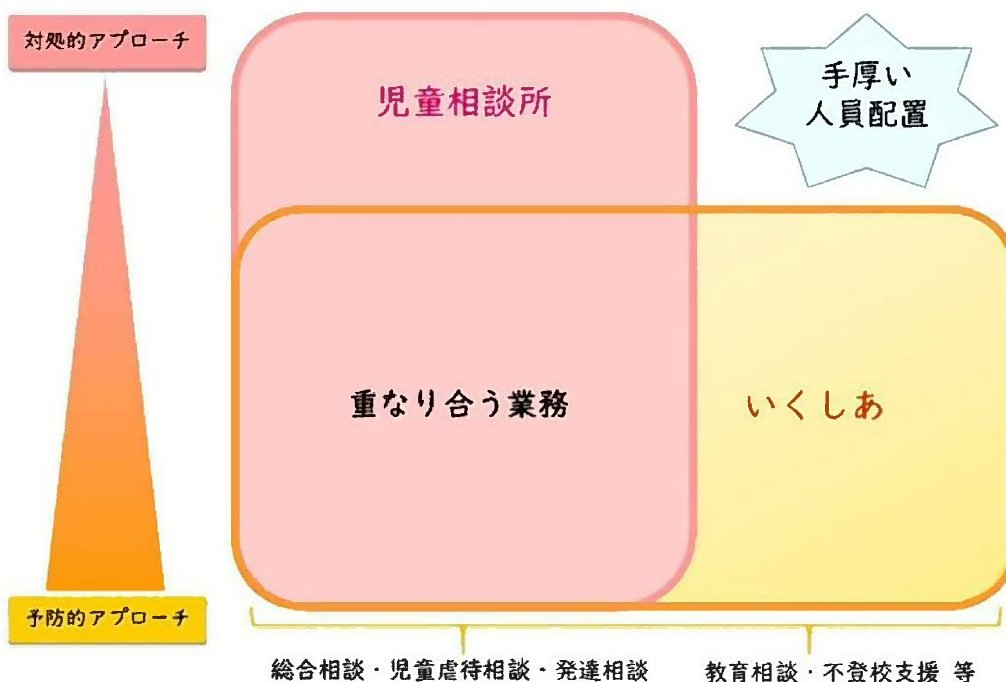 対処的アプローチ
児童相談所
手厚い
人員配置
重なり合う業務
いくしあ
予防的アプローチ
総合相談・児童虐待相談・発達相談
教育相談・不登校支援 等